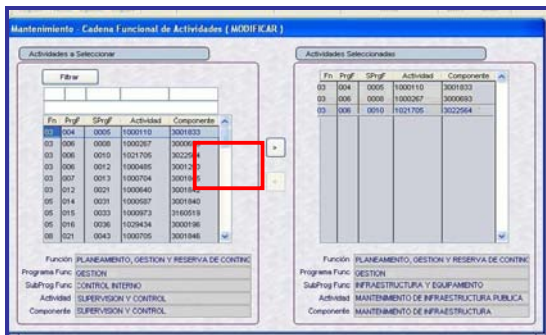 Mantenimiento - Cadena Funcional de Actividades ( MODIFICAR )
Actividades a Seleccionar
Filtrar
Fn PrgF SPrgF Actividad Componente
03 004 0005 1000110 3001833
03 006 0008 1000267
03 006 0010 1021705
03 006 0012 1000485
03 007 0013 1000704
03 012 0021 1000640
05 014 0031 1000587 3001840
05 015 0033 1000973 3160519
05 016 0036 1029434 3000196
08 021 0043 1000705 3001846
Función PLANEAMIENTO, GESTION Y RESERVA DE CONTINC
Programa Func GESTION
SubProg Func CONTROL INTERNO
Actividad SUPERVISION Y CONTROL
Componente SUPERVISION Y CONTROL
>
<
Actividades Seleccionadas
Fn PrgF SPrgF Actividad Componente
03 004 0005 1000110 3001833
03 006 0008 1000267 3000693
03 006 0010 1021705 3022564
Función PLANEAMIENTO, GESTION Y RESERVA DE CONTINC
Programa Func GESTION
SubProg Func INFRAESTRUCTURA Y EQUIPAMIENTO
Actividad MANTENIMIENTO DE INFRAESTRUCTURA PUBLICA
Componente MANTENIMIENTO DE INFRAESTRUCTURA